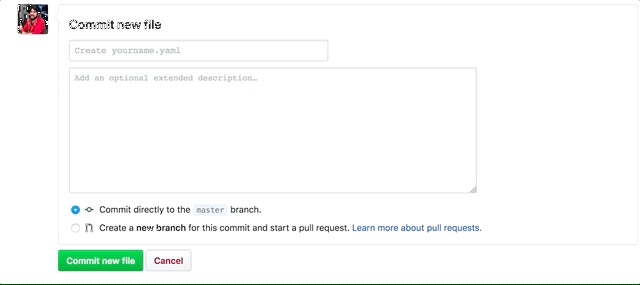 Commit new file
Create yourname.yaml
Add an optional extended description…
Commit directly to the master branch.
Create a new branch for this commit and start a pull request. Learn more about pull requests.
Commit new file
Cancel